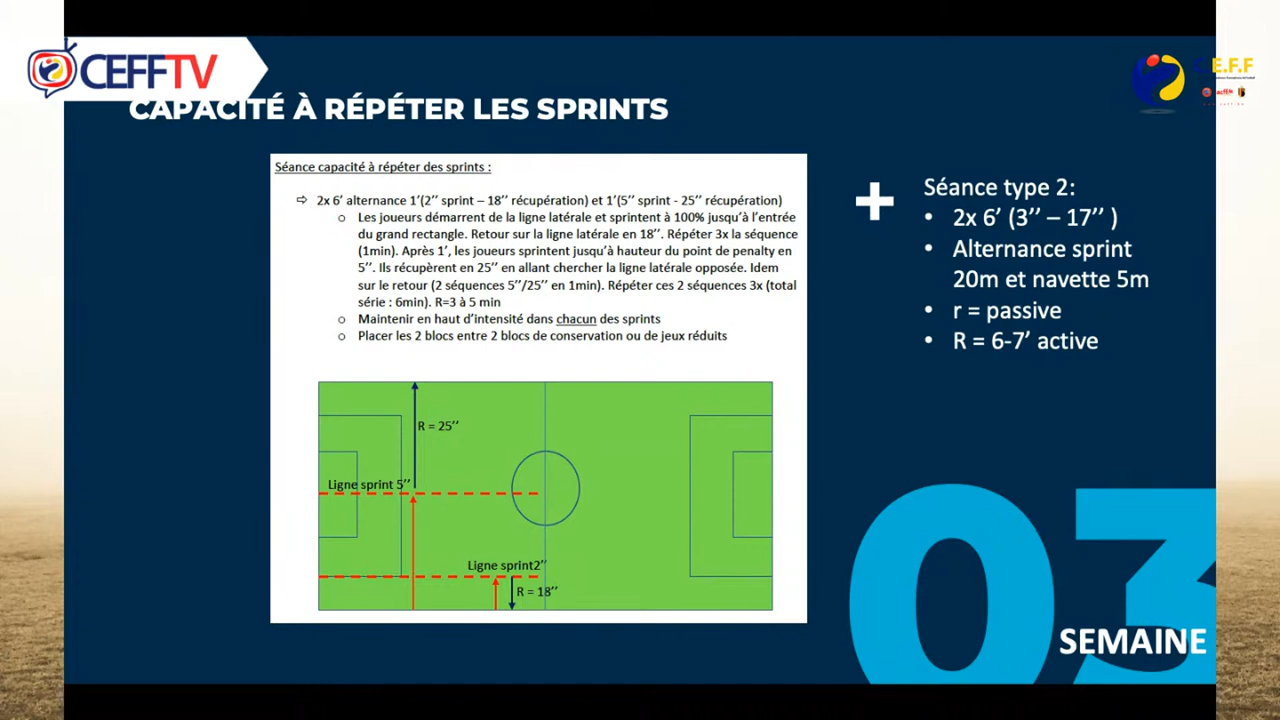 CEFFTV
C.E.F.F
CAPACITÉ À RÉPÉTER LES SPRINTS
Séance capacité à répéter des sprints :
⇨ 2x 6’ alternance 1’(2’’ sprint – 18’’ récupération) et 1’(5’’ sprint - 25’’ récupération)
o Les joueurs démarrent de la ligne latérale et sprintent à 100% jusqu’à l’entrée
du grand rectangle. Retour sur la ligne latérale en 18’’. Répéter 3x la séquence
(1min). Après 1’, les joueurs sprintent jusqu’à hauteur du point de penalty en
5’’. Ils récupèrent en 25’’ en allant chercher la ligne latérale opposée. Idem
sur le retour (2 séquences 5’’/25’’ en 1min). Répéter ces 2 séquences 3x (total
série : 6min). R=3 à 5 min
o Maintenir en haut d’intensité dans chacun des sprints
o Placer les 2 blocs entre 2 blocs de conservation ou de jeux réduits
R = 25’’
Ligne sprint 5’’
Ligne sprint2’’
R = 18’’
+ Séance type 2:
• 2x 6’ (3’’ – 17’’ )
• Alternance sprint
20m et navette 5m
• r = passive
• R = 6-7’ active
03
SEMAINE